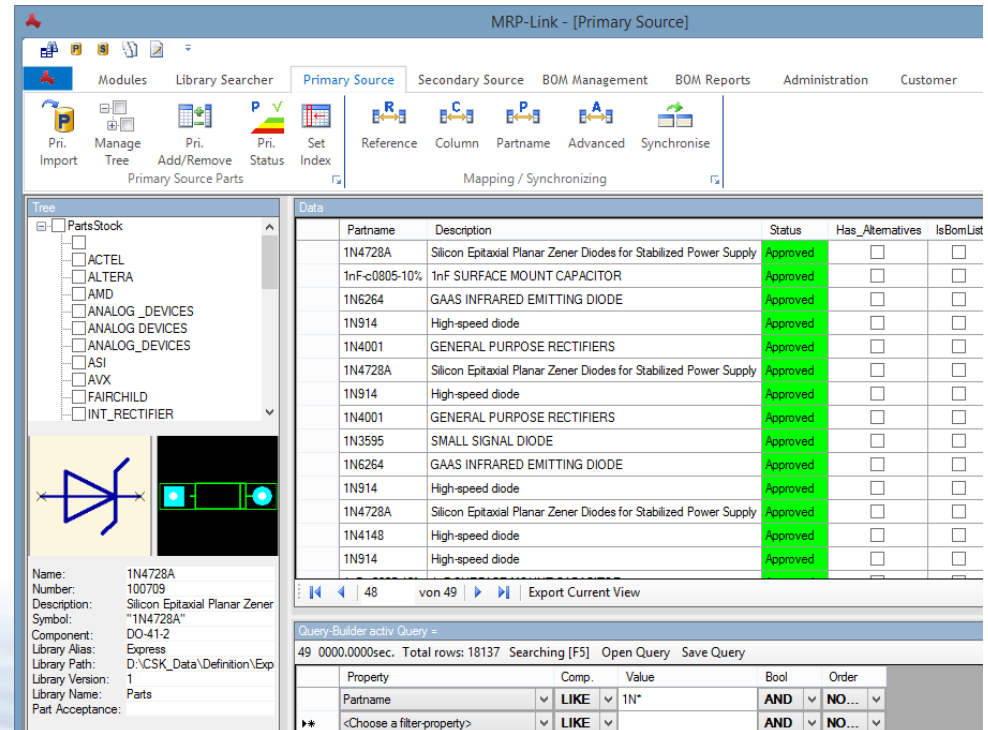 MRP-Link - [Primary Source]
Modules Library Searcher Primary Source Secondary Source BOM Management BOM Reports Administration Customer
Pri. Import Manage Tree Pri. Add/Remove Pri. Status Set Index Reference Column Partname Advanced Synchronise
Primary Source Parts Mapping / Synchronizing
Tree
PartsStock
ACTEL
ALTERA
AMD
ANALOG _DEVICES
ANALOG DEVICES
ANALOG_DEVICES
ASI
AVX
FAIRCHILD
INT_RECTIFIER
Name: 1N4728A
Number: 100709
Description: Silicon Epitaxial Planar Zener
Symbol: "1N4728A"
Component: DO-41-2
Library Alias: Express
Library Path: D:\CSK_Data\Definition\Exp
Library Version: 1
Library Name: Parts
Part Acceptance:
Data
Partname Description Status Has_Alternatives IsBomList
1N4728A Silicon Epitaxial Planar Zener Diodes for Stabilized Power Supply Approved
1nF-c0805-10% 1nF SURFACE MOUNT CAPACITOR Approved
1N6264 GAAS INFRARED EMITTING DIODE Approved
1N914 High-speed diode Approved
1N4001 GENERAL PURPOSE RECTIFIERS Approved
1N4728A Silicon Epitaxial Planar Zener Diodes for Stabilized Power Supply Approved
1N914 High-speed diode Approved
1N4001 GENERAL PURPOSE RECTIFIERS Approved
1N3595 SMALL SIGNAL DIODE Approved
1N6264 GAAS INFRARED EMITTING DIODE Approved
1N914 High-speed diode Approved
1N4728A Silicon Epitaxial Planar Zener Diodes for Stabilized Power Supply Approved
1N4148 High-speed diode Approved
1N914 High-speed diode Approved
48 von 49 Export Current View
Query-Builder activ Query =
49 0000.0000sec. Total rows: 18137 Searching [F5] Open Query Save Query
Property Comp. Value Bool Order
Partname LIKE 1N* AND NO...
<Choose a filter-property> LIKE AND NO...